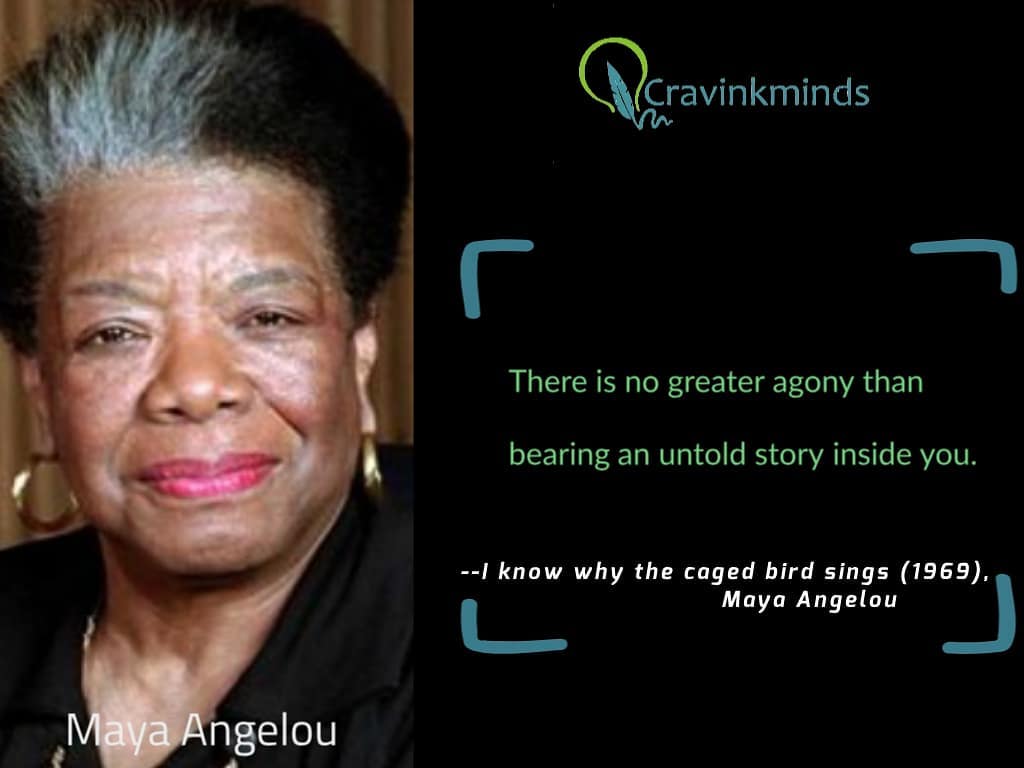 Cravinkminds
There is no greater agony than
bearing an untold story inside you.
--I know why the caged bird sings (1969),
Maya Angelou
Maya Angelou